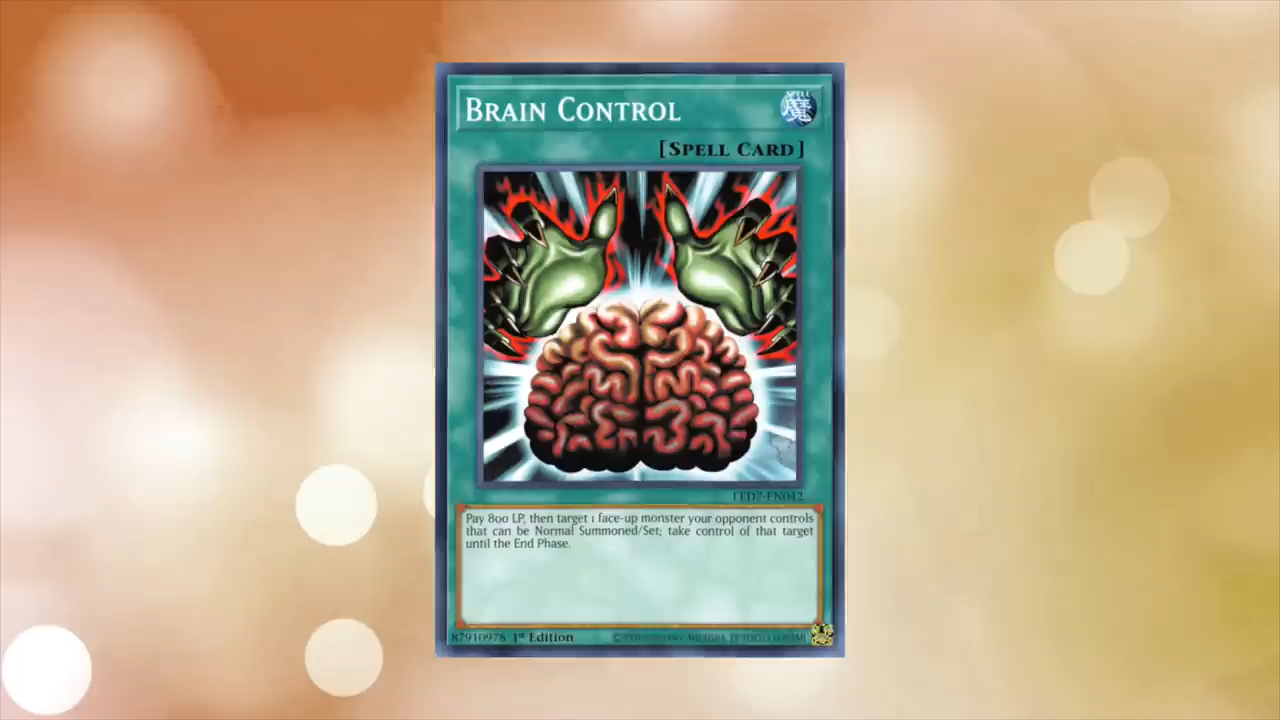 BRAIN CONTROL
SPELL
魔
[SPELL CARD]
LED7-EN042
Pay 800 LP, then target 1 face-up monster your opponent controls
that can be Normal Summoned/Set; take control of that target
until the End Phase.
87910978 1st Edition